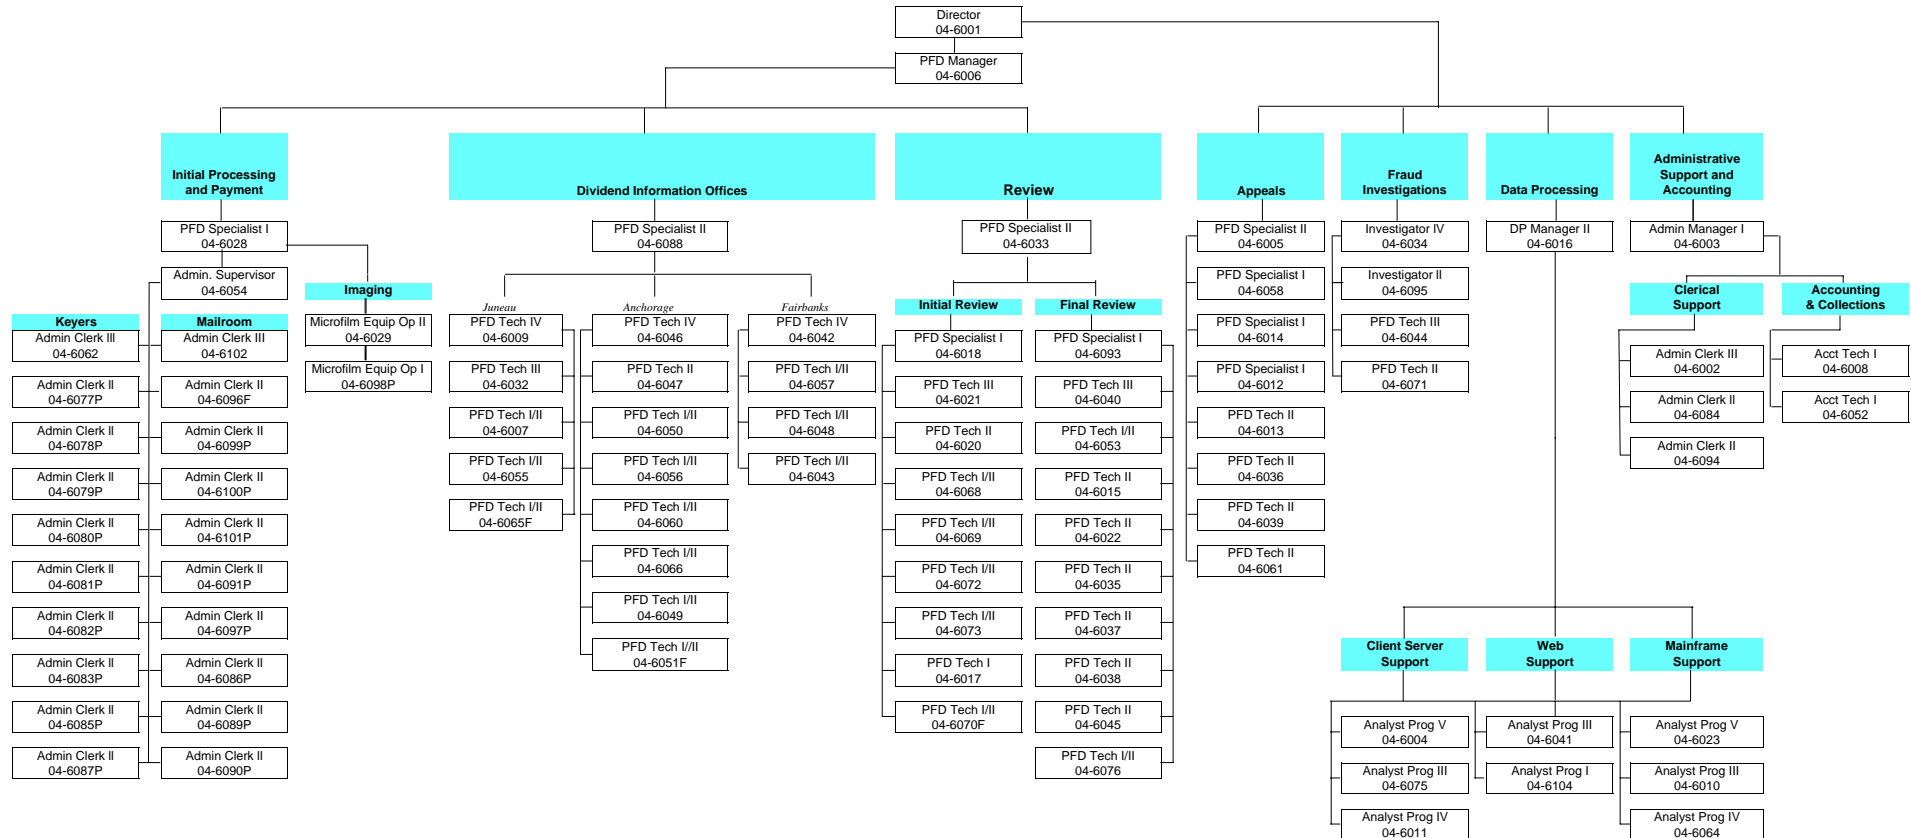 Director
04-6001
PFD Manager
04-6006
Initial Processing
and Payment
PFD Specialist I
04-6028
Admin. Supervisor
04-6054
Imaging
Microfilm Equip Op II
04-6029
Microfilm Equip Op I
04-6098P
Keyers
Admin Clerk III
04-6062
Admin Clerk II
04-6077P
Admin Clerk II
04-6078P
Admin Clerk II
04-6079P
Admin Clerk II
04-6080P
Admin Clerk II
04-6081P
Admin Clerk II
04-6082P
Admin Clerk II
04-6083P
Admin Clerk II
04-6085P
Admin Clerk II
04-6087P
Mailroom
Admin Clerk III
04-6102
Admin Clerk II
04-6096F
Admin Clerk II
04-6099P
Admin Clerk II
04-6100P
Admin Clerk II
04-6101P
Admin Clerk II
04-6091P
Admin Clerk II
04-6097P
Admin Clerk II
04-6086P
Admin Clerk II
04-6089P
Admin Clerk II
04-6090P
Dividend Information Offices
PFD Specialist II
04-6088
Juneau
PFD Tech IV
04-6009
PFD Tech III
04-6032
PFD Tech I/II
04-6007
PFD Tech I/II
04-6055
PFD Tech I/II
04-6065F
Anchorage
PFD Tech IV
04-6046
PFD Tech II
04-6047
PFD Tech I/II
04-6050
PFD Tech I/II
04-6056
PFD Tech I/II
04-6060
PFD Tech I/II
04-6066
PFD Tech I/II
04-6049
PFD Tech I//II
04-6051F
Fairbanks
PFD Tech IV
04-6042
PFD Tech I/II
04-6057
PFD Tech I/II
04-6048
PFD Tech I/II
04-6043
Review
PFD Specialist II
04-6033
Initial Review
PFD Specialist I
04-6018
PFD Tech III
04-6021
PFD Tech II
04-6020
PFD Tech I/II
04-6068
PFD Tech I/II
04-6069
PFD Tech I/II
04-6072
PFD Tech I/II
04-6073
PFD Tech I
04-6017
PFD Tech I/II
04-6070F
Final Review
PFD Specialist I
04-6093
PFD Tech III
04-6040
PFD Tech I/II
04-6053
PFD Tech II
04-6015
PFD Tech II
04-6022
PFD Tech II
04-6035
PFD Tech II
04-6037
PFD Tech II
04-6038
PFD Tech II
04-6045
PFD Tech I/II
04-6076
Appeals
PFD Specialist II
04-6005
PFD Specialist I
04-6058
PFD Specialist I
04-6014
PFD Specialist I
04-6012
PFD Tech II
04-6013
PFD Tech II
04-6036
PFD Tech II
04-6039
PFD Tech II
04-6061
Fraud
Investigations
Investigator IV
04-6034
Investigator II
04-6095
PFD Tech III
04-6044
PFD Tech II
04-6071
Data Processing
DP Manager II
04-6016
Client Server
Support
Analyst Prog V
04-6004
Analyst Prog III
04-6075
Analyst Prog IV
04-6011
Web
Support
Analyst Prog III
04-6041
Analyst Prog I
04-6104
Mainframe
Support
Analyst Prog V
04-6023
Analyst Prog III
04-6010
Analyst Prog IV
04-6064
Administrative
Support and
Accounting
Admin Manager I
04-6003
Clerical
Support
Admin Clerk III
04-6002
Admin Clerk II
04-6084
Admin Clerk II
04-6094
Accounting
& Collections
Acct Tech I
04-6008
Acct Tech I
04-6052